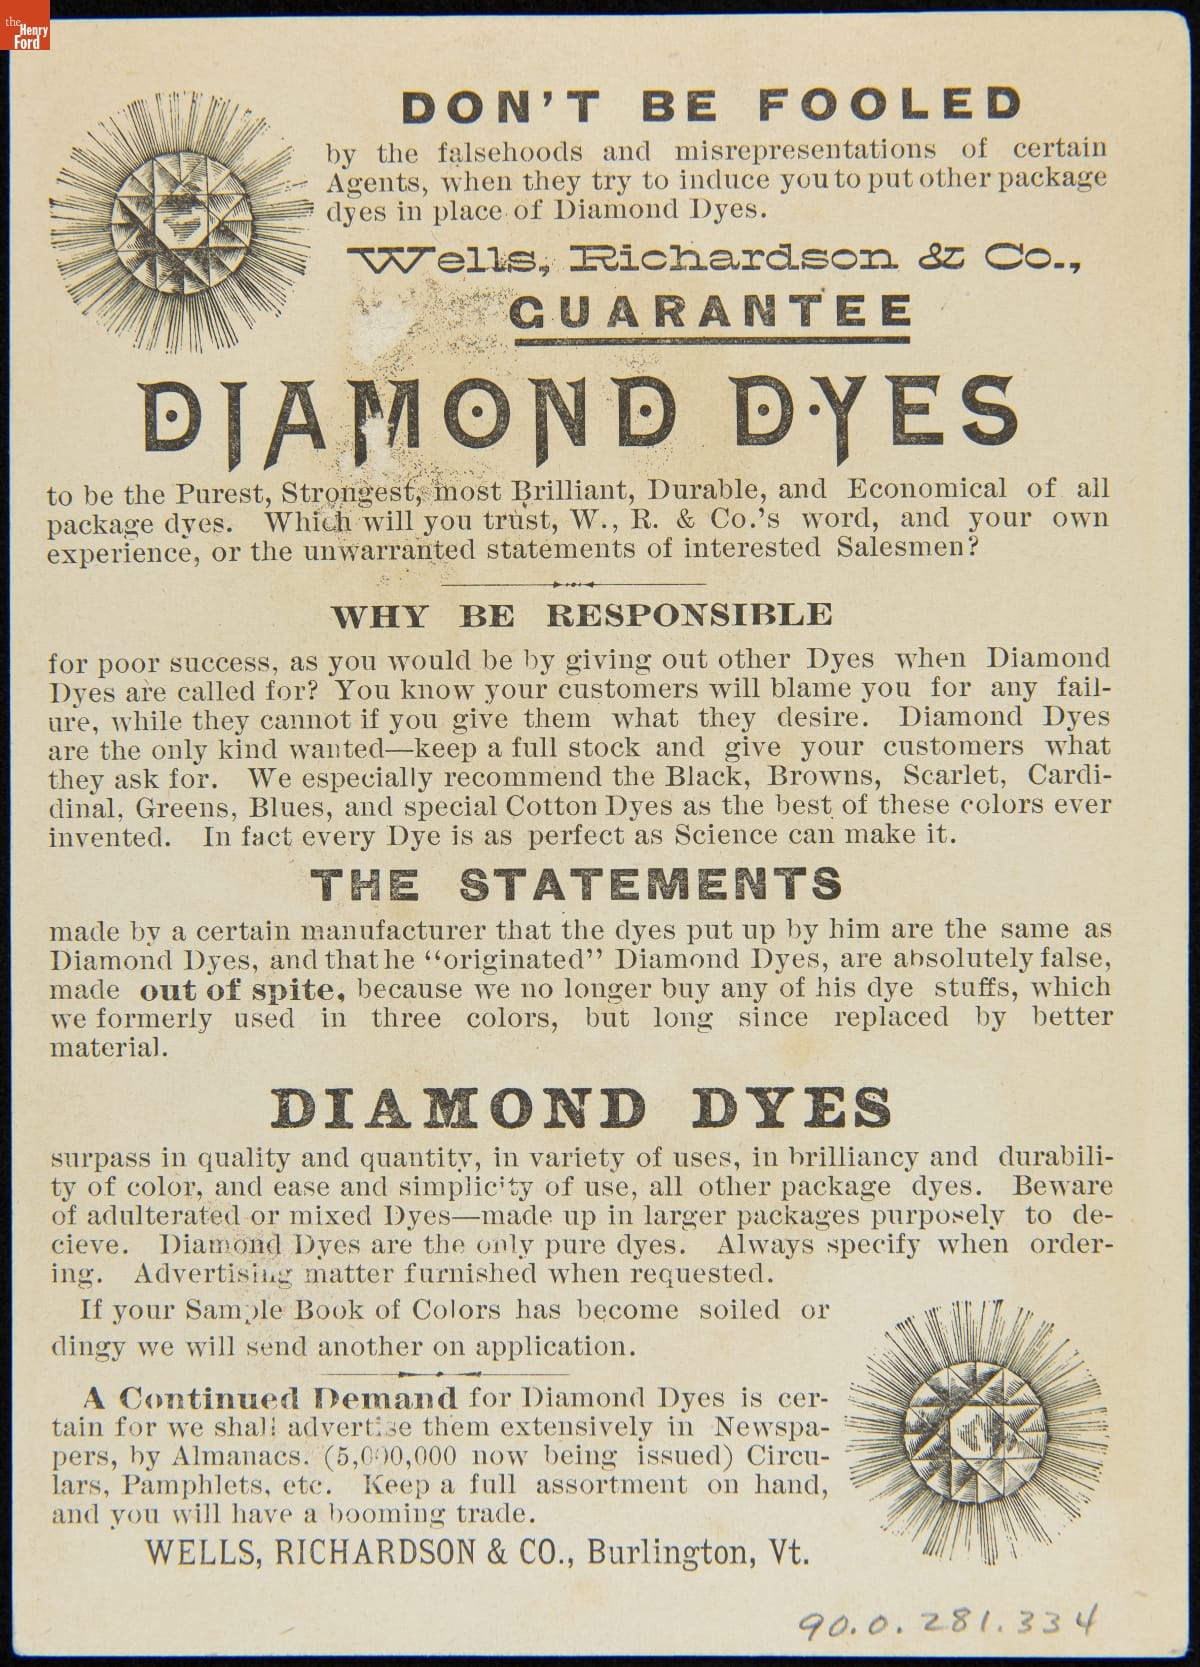 the
Henry
Ford
DON'T BE FOOLED
by the falsehoods and misrepresentations of certain
Agents, when they try to induce you to put other package
dyes in place of Diamond Dyes.
Wells, Richardson & Co.,
GUARANTEE
DIAMOND DYES
to be the Purest, Strongest, most Brilliant, Durable, and Economical of all
package dyes. Which will you trust, W., R. & Co.'s word, and your own
experience, or the unwarranted statements of interested Salesmen?
WHY BE RESPONSIBLE
for poor success, as you would be by giving out other Dyes when Diamond
Dyes are called for? You know your customers will blame you for any fail-
ure, while they cannot if you give them what they desire. Diamond Dyes
are the only kind wanted—keep a full stock and give your customers what
they ask for. We especially recommend the Black, Browns, Scarlet, Cardi-
dinal, Greens, Blues, and special Cotton Dyes as the best of these colors ever
invented. In fact every Dye is as perfect as Science can make it.
THE STATEMENTS
made by a certain manufacturer that the dyes put up by him are the same as
Diamond Dyes, and that he "originated" Diamond Dyes, are absolutely false,
made out of spite, because we no longer buy any of his dye stuffs, which
we formerly used in three colors, but long since replaced by better
material.
DIAMOND DYES
surpass in quality and quantity, in variety of uses, in brilliancy and durabili-
ty of color, and ease and simplicity of use, all other package dyes. Beware
of adulterated or mixed Dyes—made up in larger packages purposely to de-
cieve. Diamond Dyes are the only pure dyes. Always specify when order-
ing. Advertising matter furnished when requested.
If your Sample Book of Colors has become soiled or
dingy we will send another on application.
A Continued Demand for Diamond Dyes is cer-
tain for we shall advertise them extensively in Newspa-
pers, by Almanacs. (5,000,000 now being issued) Circu-
lars, Pamphlets, etc. Keep a full assortment on hand,
and you will have a booming trade.
WELLS, RICHARDSON & CO., Burlington, Vt.
90.0.281.334